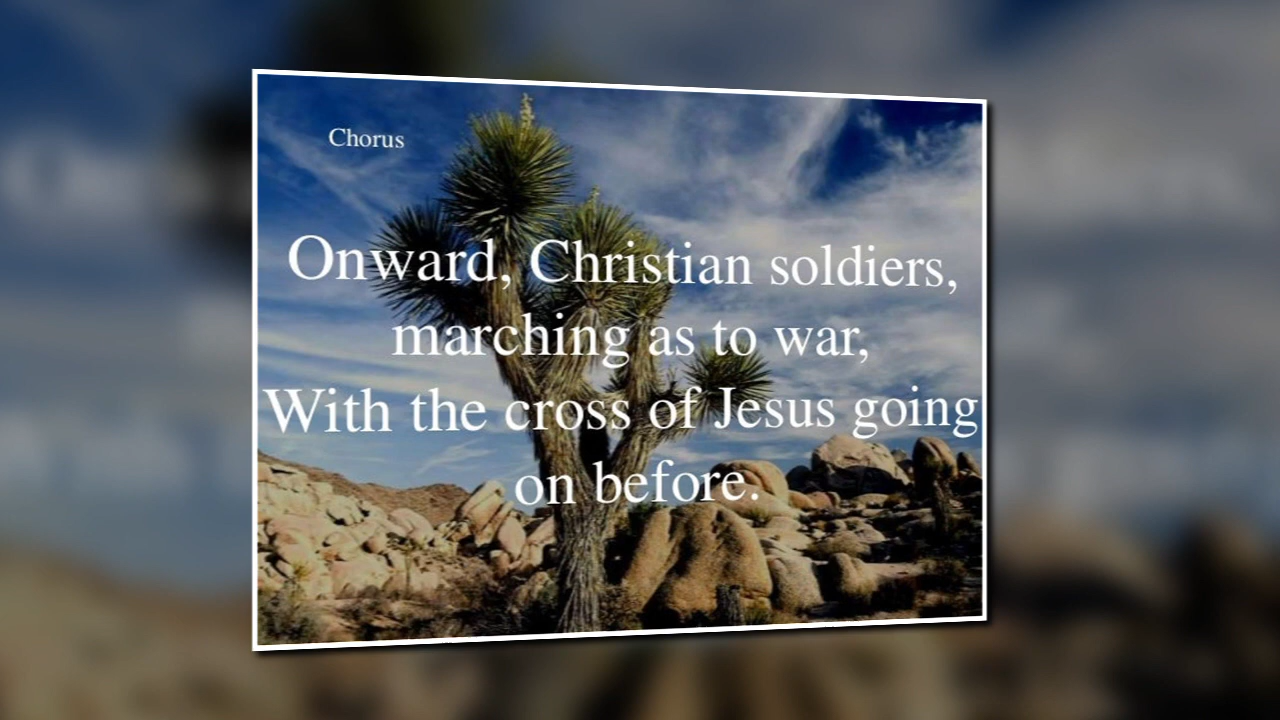 Chorus
Onward, Christian soldiers,
marching as to war,
With the cross of Jesus going
on before.